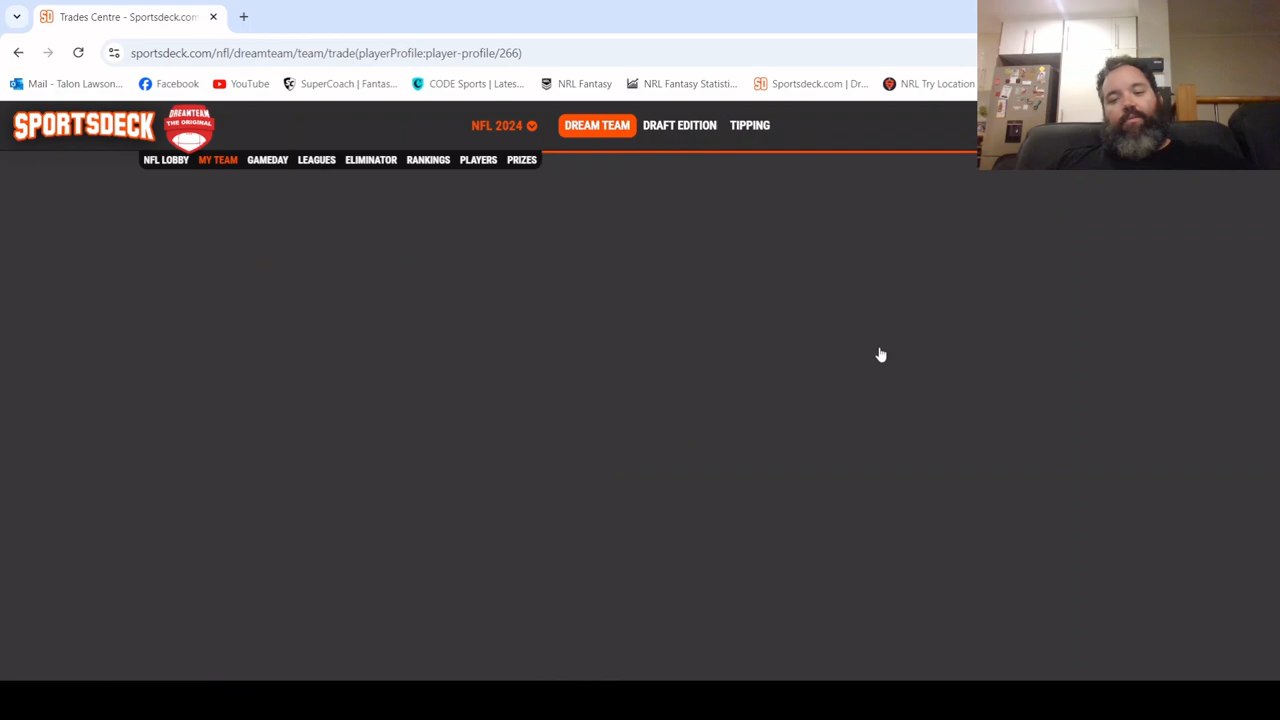 Trades Centre - Sportsdeck.com
sportsdeck.com/nfl/dreamteam/team/trade(playerProfile:player-profile/266)
Mail - Talon Lawson... Facebook YouTube SuperCoach | Fantas... CODE Sports | Lates... NRL Fantasy NRL Fantasy Statisti... Sportsdeck.com | Dr... NRL Try Location
SPORTSDECK DREAMTEAM THE ORIGINAL NFL 2024 DREAM TEAM DRAFT EDITION TIPPING
NFL LOBBY MY TEAM GAMEDAY LEAGUES ELIMINATOR RANKINGS PLAYERS PRIZES